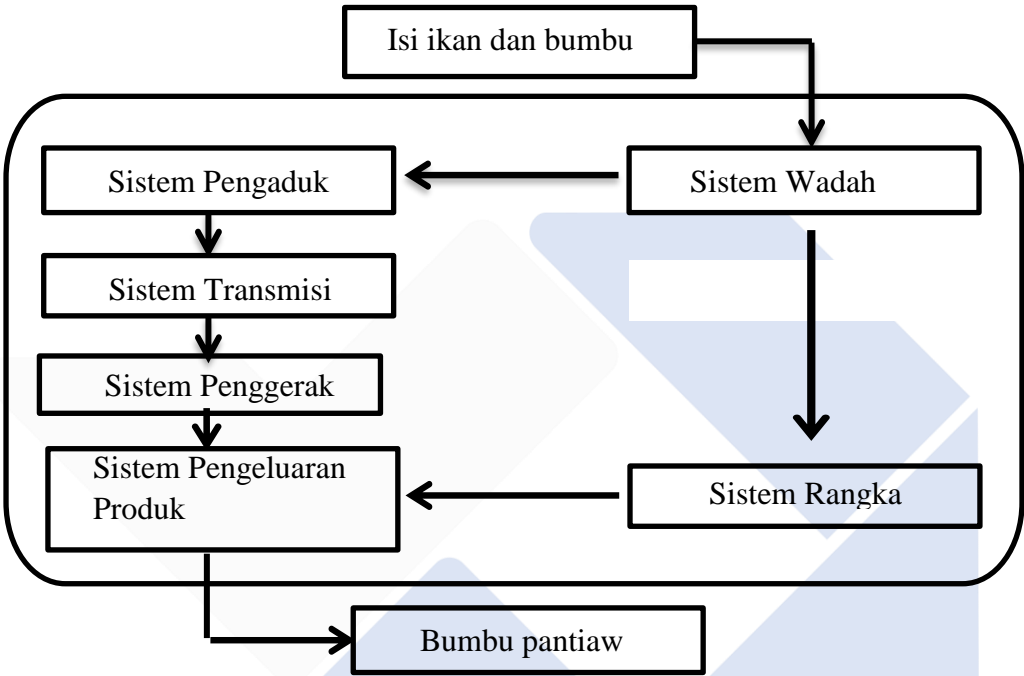 Isi ikan dan bumbu
Sistem Pengaduk
Sistem Wadah
Sistem Transmisi
Sistem Penggerak
Sistem Pengeluaran
Produk
Sistem Rangka
Bumbu pantiaw